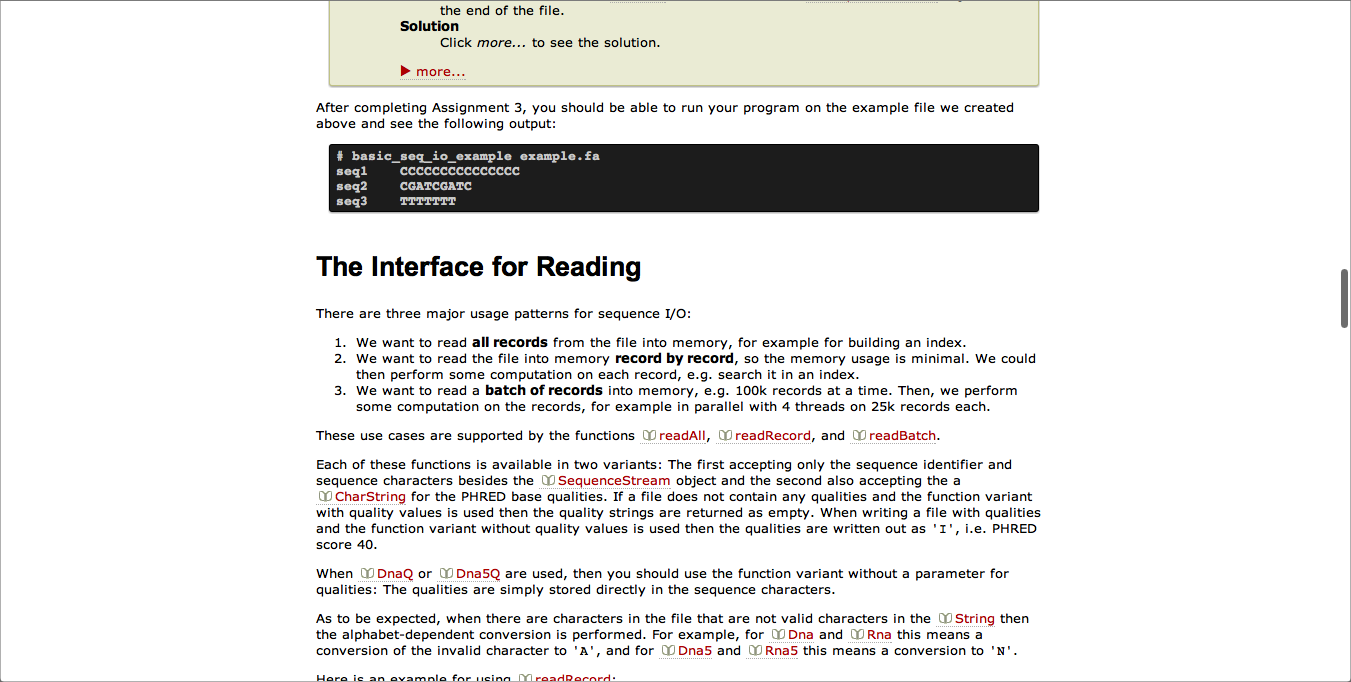 the end of the file.
Solution
Click more... to see the solution.
▶ more...
After completing Assignment 3, you should be able to run your program on the example file we created
above and see the following output:
# basic_seq_io_example example.fa
seq1    CCCCCCCCCCCCCCC
seq2    CGATCGATC
seq3    TTTTTTT
The Interface for Reading
There are three major usage patterns for sequence I/O:
1. We want to read all records from the file into memory, for example for building an index.
2. We want to read the file into memory record by record, so the memory usage is minimal. We could
then perform some computation on each record, e.g. search it in an index.
3. We want to read a batch of records into memory, e.g. 100k records at a time. Then, we perform
some computation on the records, for example in parallel with 4 threads on 25k records each.
These use cases are supported by the functions readAll, readRecord, and readBatch.
Each of these functions is available in two variants: The first accepting only the sequence identifier and
sequence characters besides the SequenceStream object and the second also accepting the a
CharString for the PHRED base qualities. If a file does not contain any qualities and the function variant
with quality values is used then the quality strings are returned as empty. When writing a file with qualities
and the function variant without quality values is used then the qualities are written out as 'I', i.e. PHRED
score 40.
When DnaQ or Dna5Q are used, then you should use the function variant without a parameter for
qualities: The qualities are simply stored directly in the sequence characters.
As to be expected, when there are characters in the file that are not valid characters in the String then
the alphabet-dependent conversion is performed. For example, for Dna and Rna this means a
conversion of the invalid character to 'A', and for Dna5 and Rna5 this means a conversion to 'N'.
Here is an example for using readRecord: